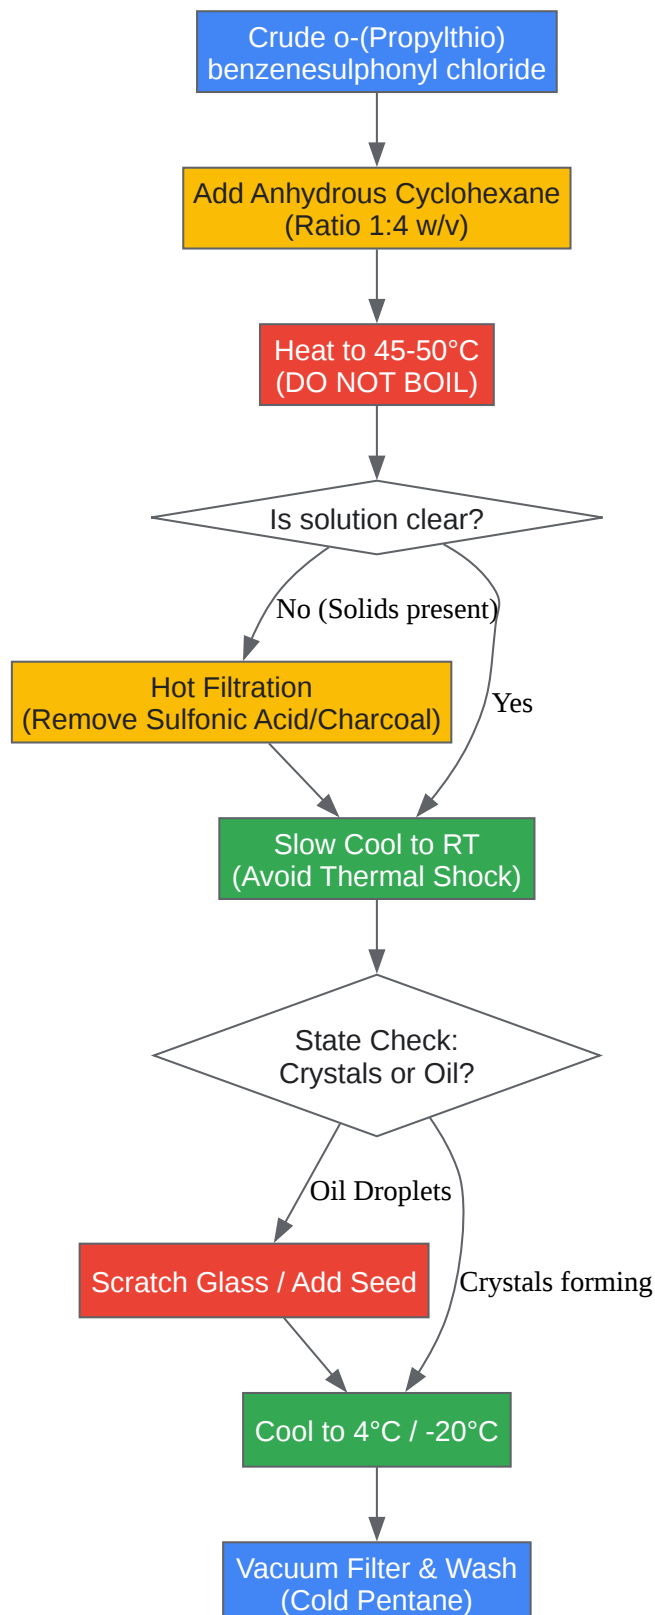 Crude o-(Propylthio)
benzenesulphonyl chloride
Add Anhydrous Cyclohexane
(Ratio 1:4 w/v)
Heat to 45-50°C
(DO NOT BOIL)
Is solution clear?
No (Solids present)
Hot Filtration
(Remove Sulfonic Acid/Charcoal)
Yes
Slow Cool to RT
(Avoid Thermal Shock)
State Check:
Crystals or Oil?
Oil Droplets
Scratch Glass / Add Seed
Crystals forming
Cool to 4°C / -20°C
Vacuum Filter & Wash
(Cold Pentane)